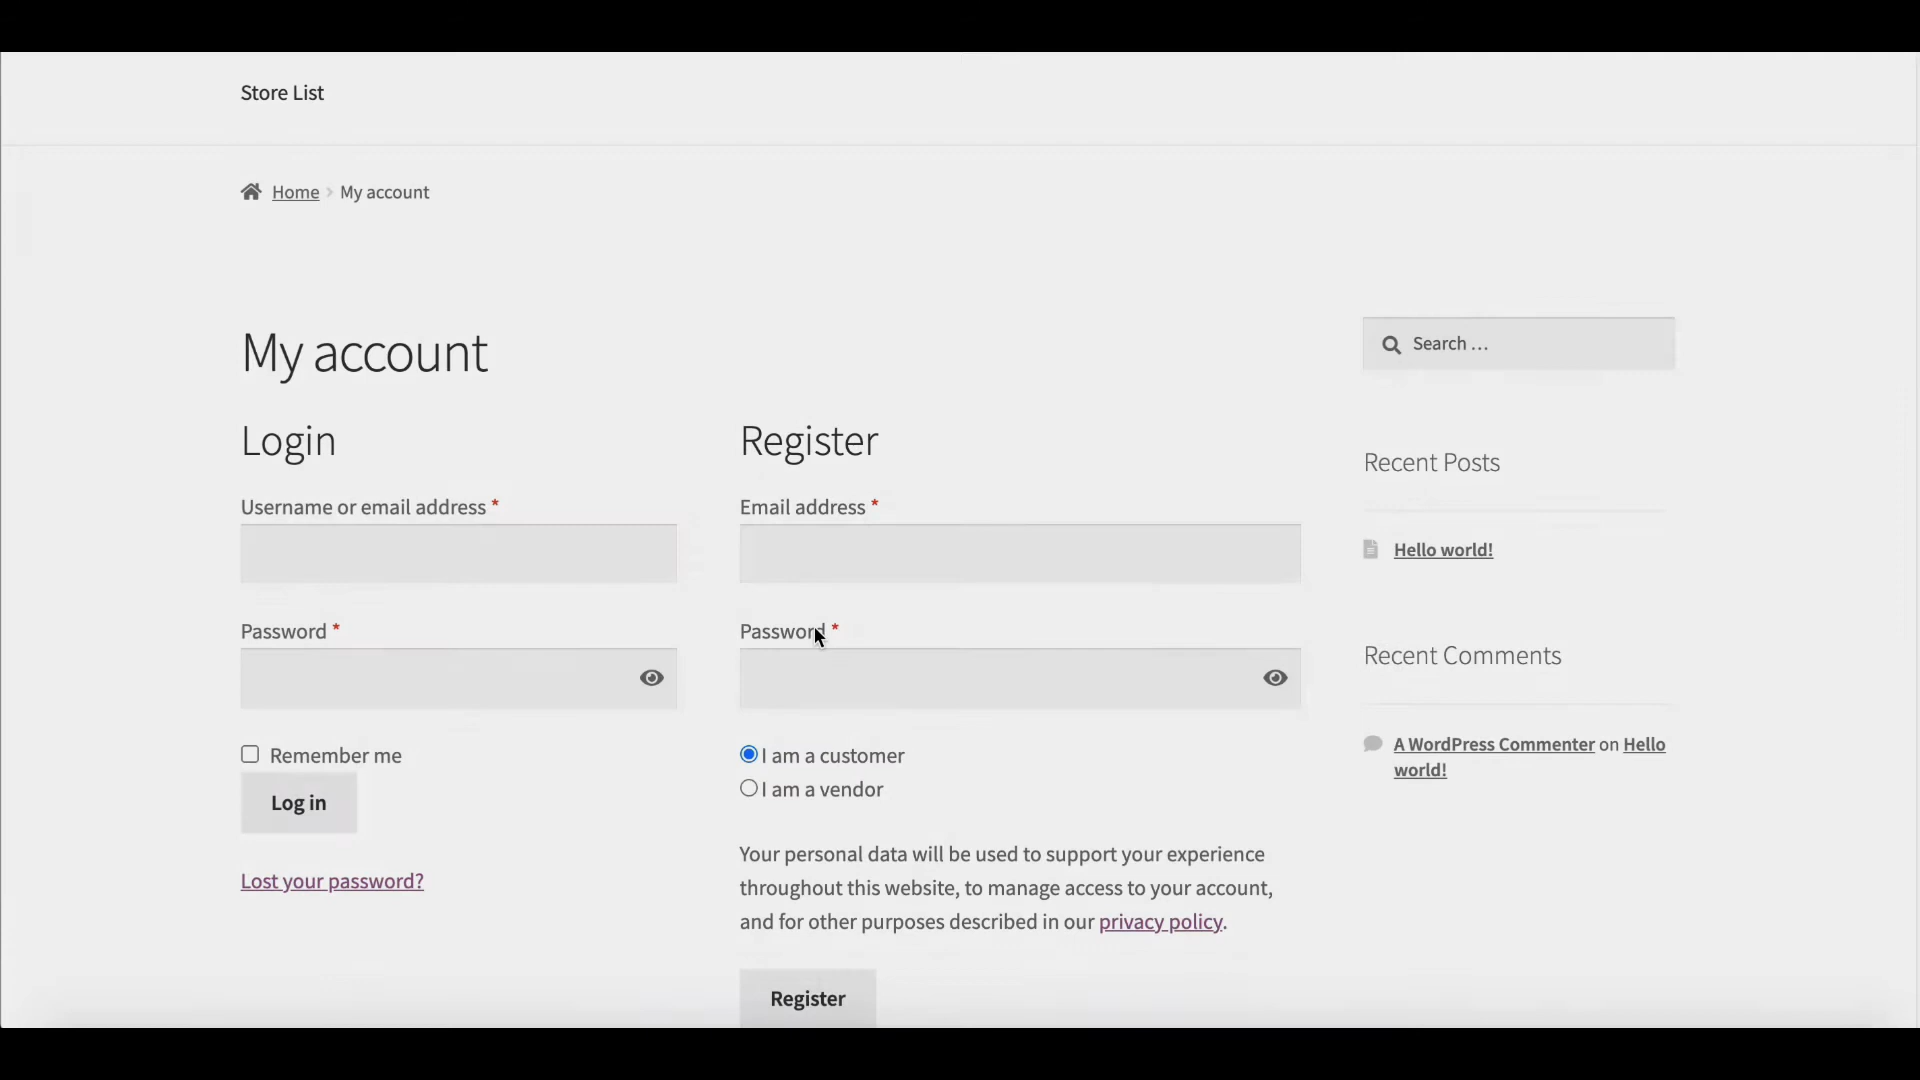 Store List
Home > My account
My account
Login
Username or email address *
Password *
Remember me
Log in
Lost your password?
Register
Email address *
Password *
I am a customer
I am a vendor
Your personal data will be used to support your experience
throughout this website, to manage access to your account,
and for other purposes described in our privacy policy.
Register
Search ...
Recent Posts
Hello world!
Recent Comments
A WordPress Commenter on Hello
world!